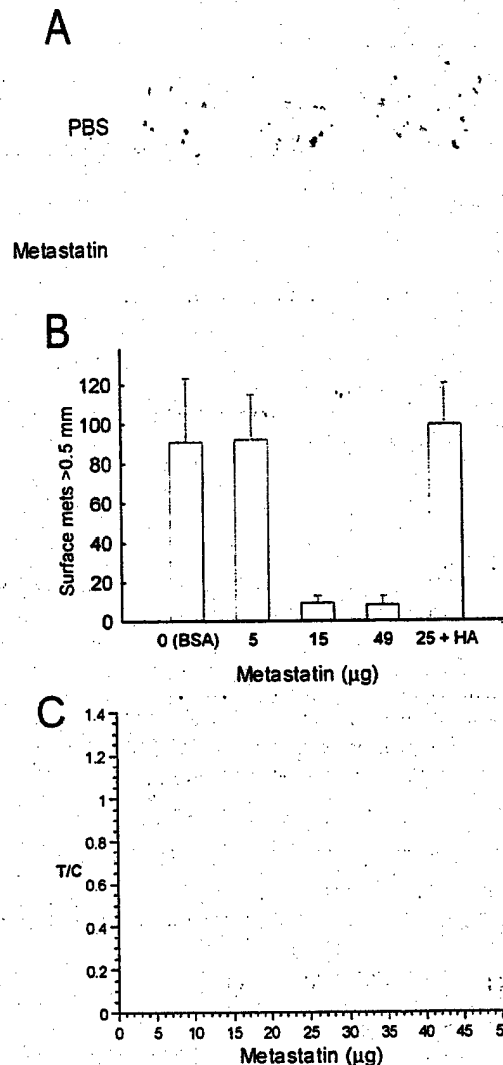 A
PBS
Metastatin
B
Surface mets >0.5 mm
120
100
80
60
40
20
0
0 (BSA) 5 15 49 25 + HA
Metastatin (µg)
C
T/C
1.4
1.2
1
0.8
0.6
0.4
0.2
0
0 5 10 15 20 25 30 35 40 45 50
Metastatin (µg)